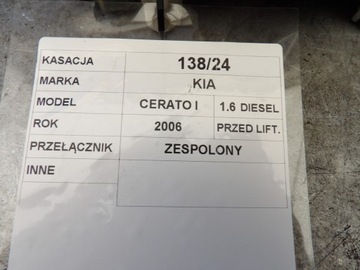 KASACJA 138/24
MARKA KIA
MODEL CERATO I 1.6 DIESEL
ROK 2006 PRZED LIFT.
PRZEŁĄCZNIK ZESPOLONY
INNE